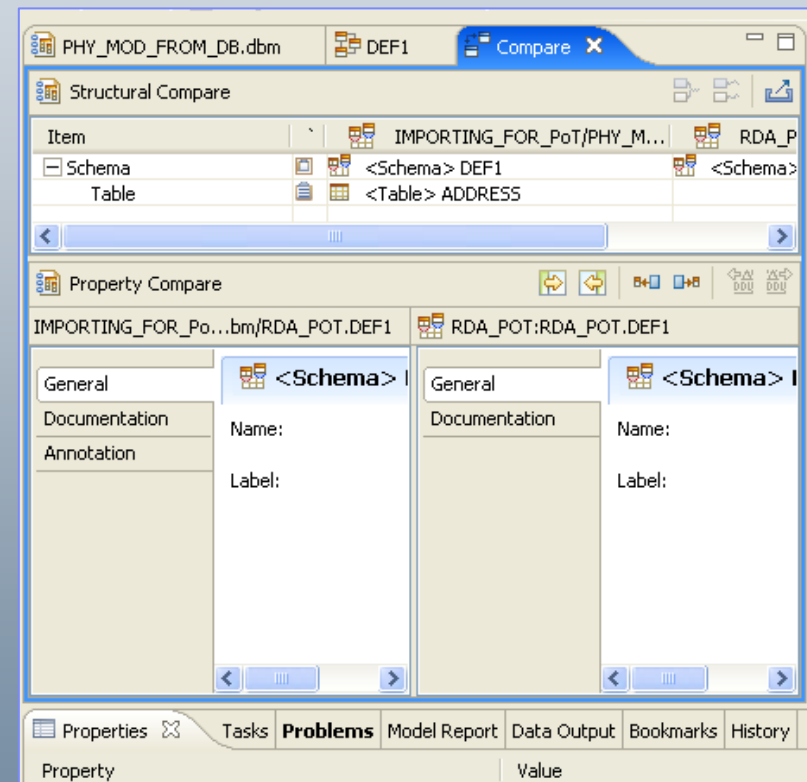 PHY_MOD_FROM_DB.dbm DEF1 Compare
Structural Compare
Item IMPORTING_FOR_PoT/PHY_M... RDA_P
Schema <Schema> DEF1 <Schema>
Table <Table> ADDRESS
Property Compare
IMPORTING_FOR_Po...bm/RDA_POT.DEF1 RDA_POT:RDA_POT.DEF1
General <Schema> General <Schema>
Documentation Name: Documentation Name:
Annotation
Label: Label:
Properties Tasks Problems Model Report Data Output Bookmarks History
Property Value